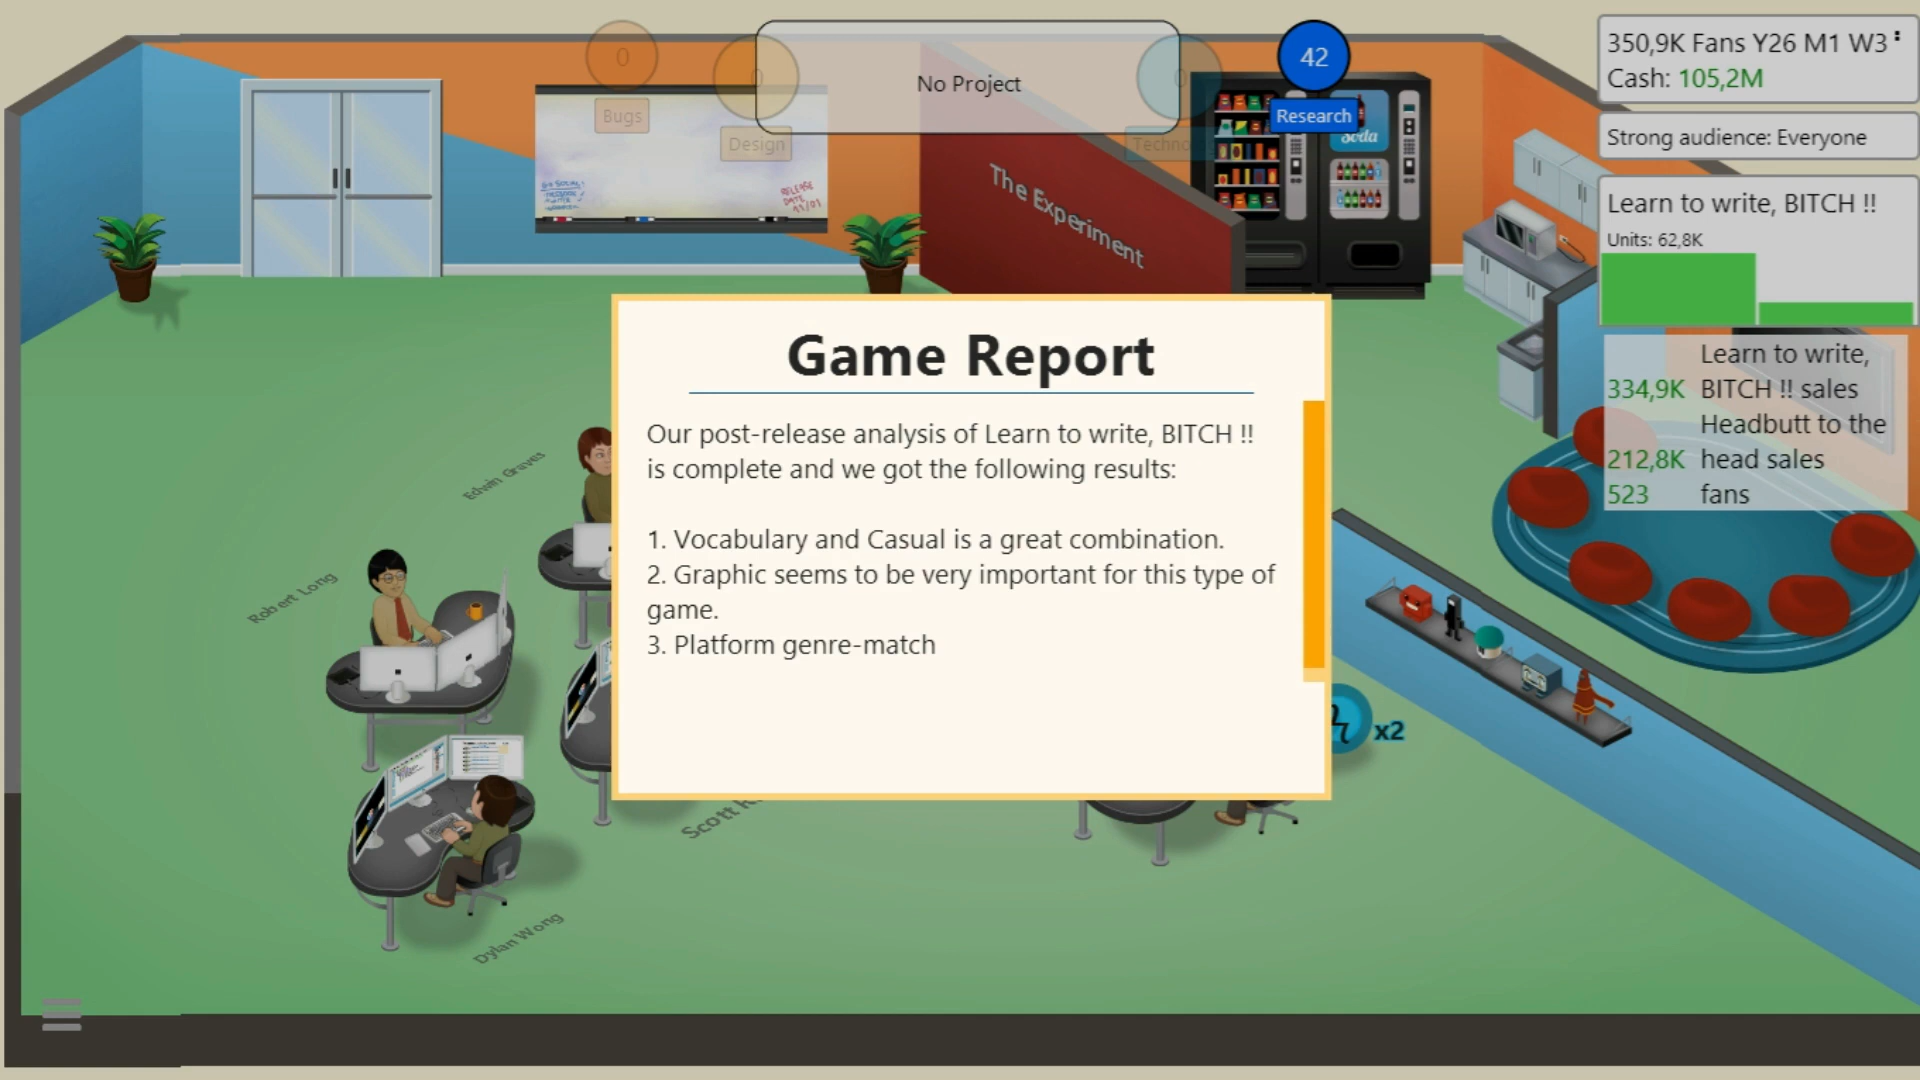 0
0
No Project
0
42
Bugs
Design
Techno
Research
Soda
350,9K Fans Y26 M1 W3
Cash: 105,2M
Strong audience: Everyone
Learn to write, BITCH !!
Units: 62,8K
Learn to write,
334,9K BITCH !! sales
Headbutt to the
212,8K head sales
523 fans
RELEASE
DATE
The Experiment
Game Report
Our post-release analysis of Learn to write, BITCH !!
is complete and we got the following results:
1. Vocabulary and Casual is a great combination.
2. Graphic seems to be very important for this type of
game.
3. Platform genre-match
Edwin Graves
Robert Long
x2
Scott
Dylan Wong